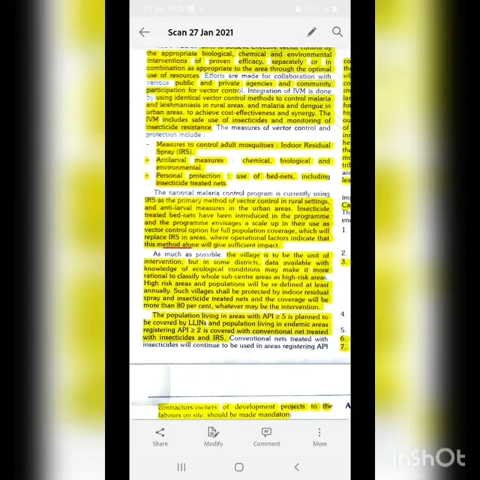 Scan 27 Jan 2021
the appropriate biological, chemical and environmental
interventions of proven efficacy, separately or in
combination as appropriate to the area through the optimal
use of resources. Efforts are made for collaboration with
various public and private agencies and community
participation for vector control. Integration of IVM is done
by using identical vector control methods to control malaria
and leishmaniasis in rural areas, and malaria and dengue in
urban areas, to achieve cost-effectiveness and synergy. The
IVM includes safe use of insecticides and monitoring of
insecticide resistance. The measures of vector control and
protection include :
– Measures to control adult mosquitoes : Indoor Residual
Spray (IRS).
– Antilarval measures : chemical, biological and
environmental.
– Personal protection : use of bed-nets, including
insecticide treated nets.
The national malaria control program is currently using
IRS as the primary method of vector control in rural settings,
and anti-larval measures in the urban areas. Insecticide
treated bed-nets have been introduced in the programme
and the programme envisages a scale up in their use as
vector control option for full population coverage, which will
replace IRS in areas, where operational factors indicate that
this method alone will give sufficient impact.
As much as possible, the village is to be the unit of
intervention, but in some districts, data available with
knowledge of ecological conditions may make it more
rational to classify whole sub-centre areas as high-risk areas.
High risk areas and populations will be re-defined at least
annually. Such villages shall be protected by indoor residual
spray and insecticide treated nets and the coverage will be
more than 80 per cent, whatever may be the intervention.
The population living in areas with API ≥ 5 is planned to
be covered by LLINs and population living in endemic areas
registering API ≥ 2 is covered with conventional net treated
with insecticides and IRS. Conventional nets treated with
insecticides will continue to be used in areas registering API
1.
2.
3.
4.
5.
6.
7.
contractors/owners of development projects to the
labours on site, should be made mandatory
Share
Modify
Comment
More
InShOt